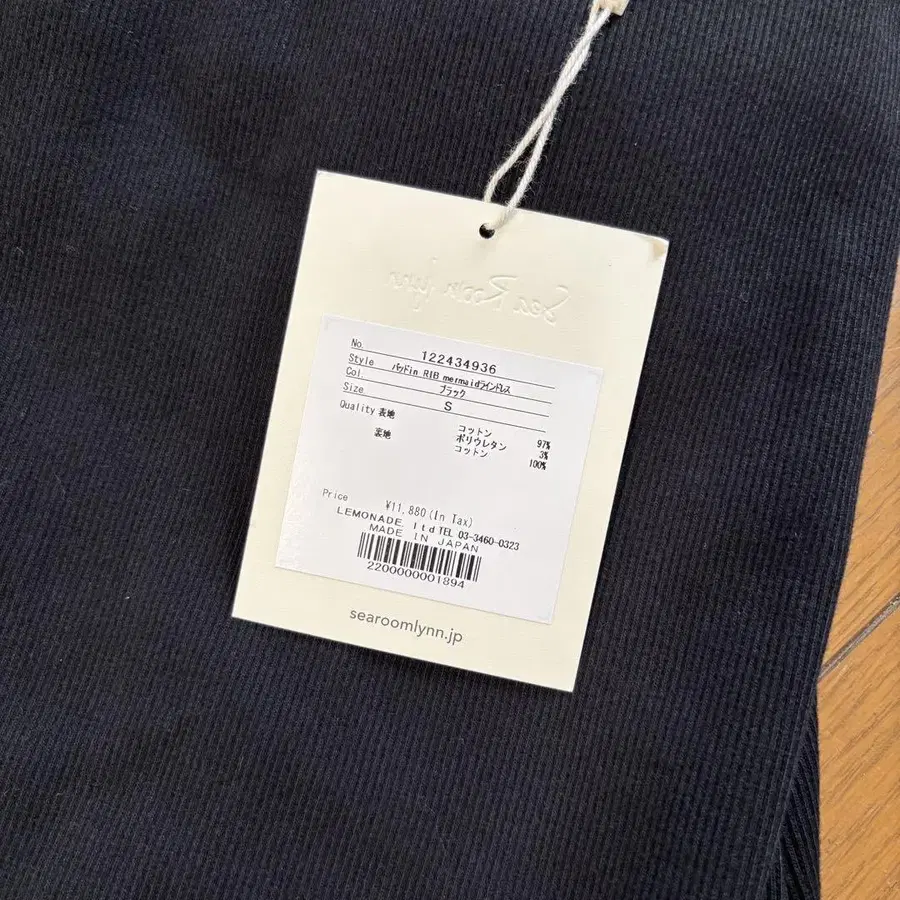 Sea Room lynn
No. 122434936
Style パッドin RIB mermaidラインドレス
Col. ブラック
Size S
Quality 表地 コットン 97%
ポリウレタン 3%
裏地 コットン 100%
Price ¥11,880(In Tax)
LEMONADE. ltd TEL 03-3460-0323
MADE IN JAPAN
2200000001894
searoomlynn.jp